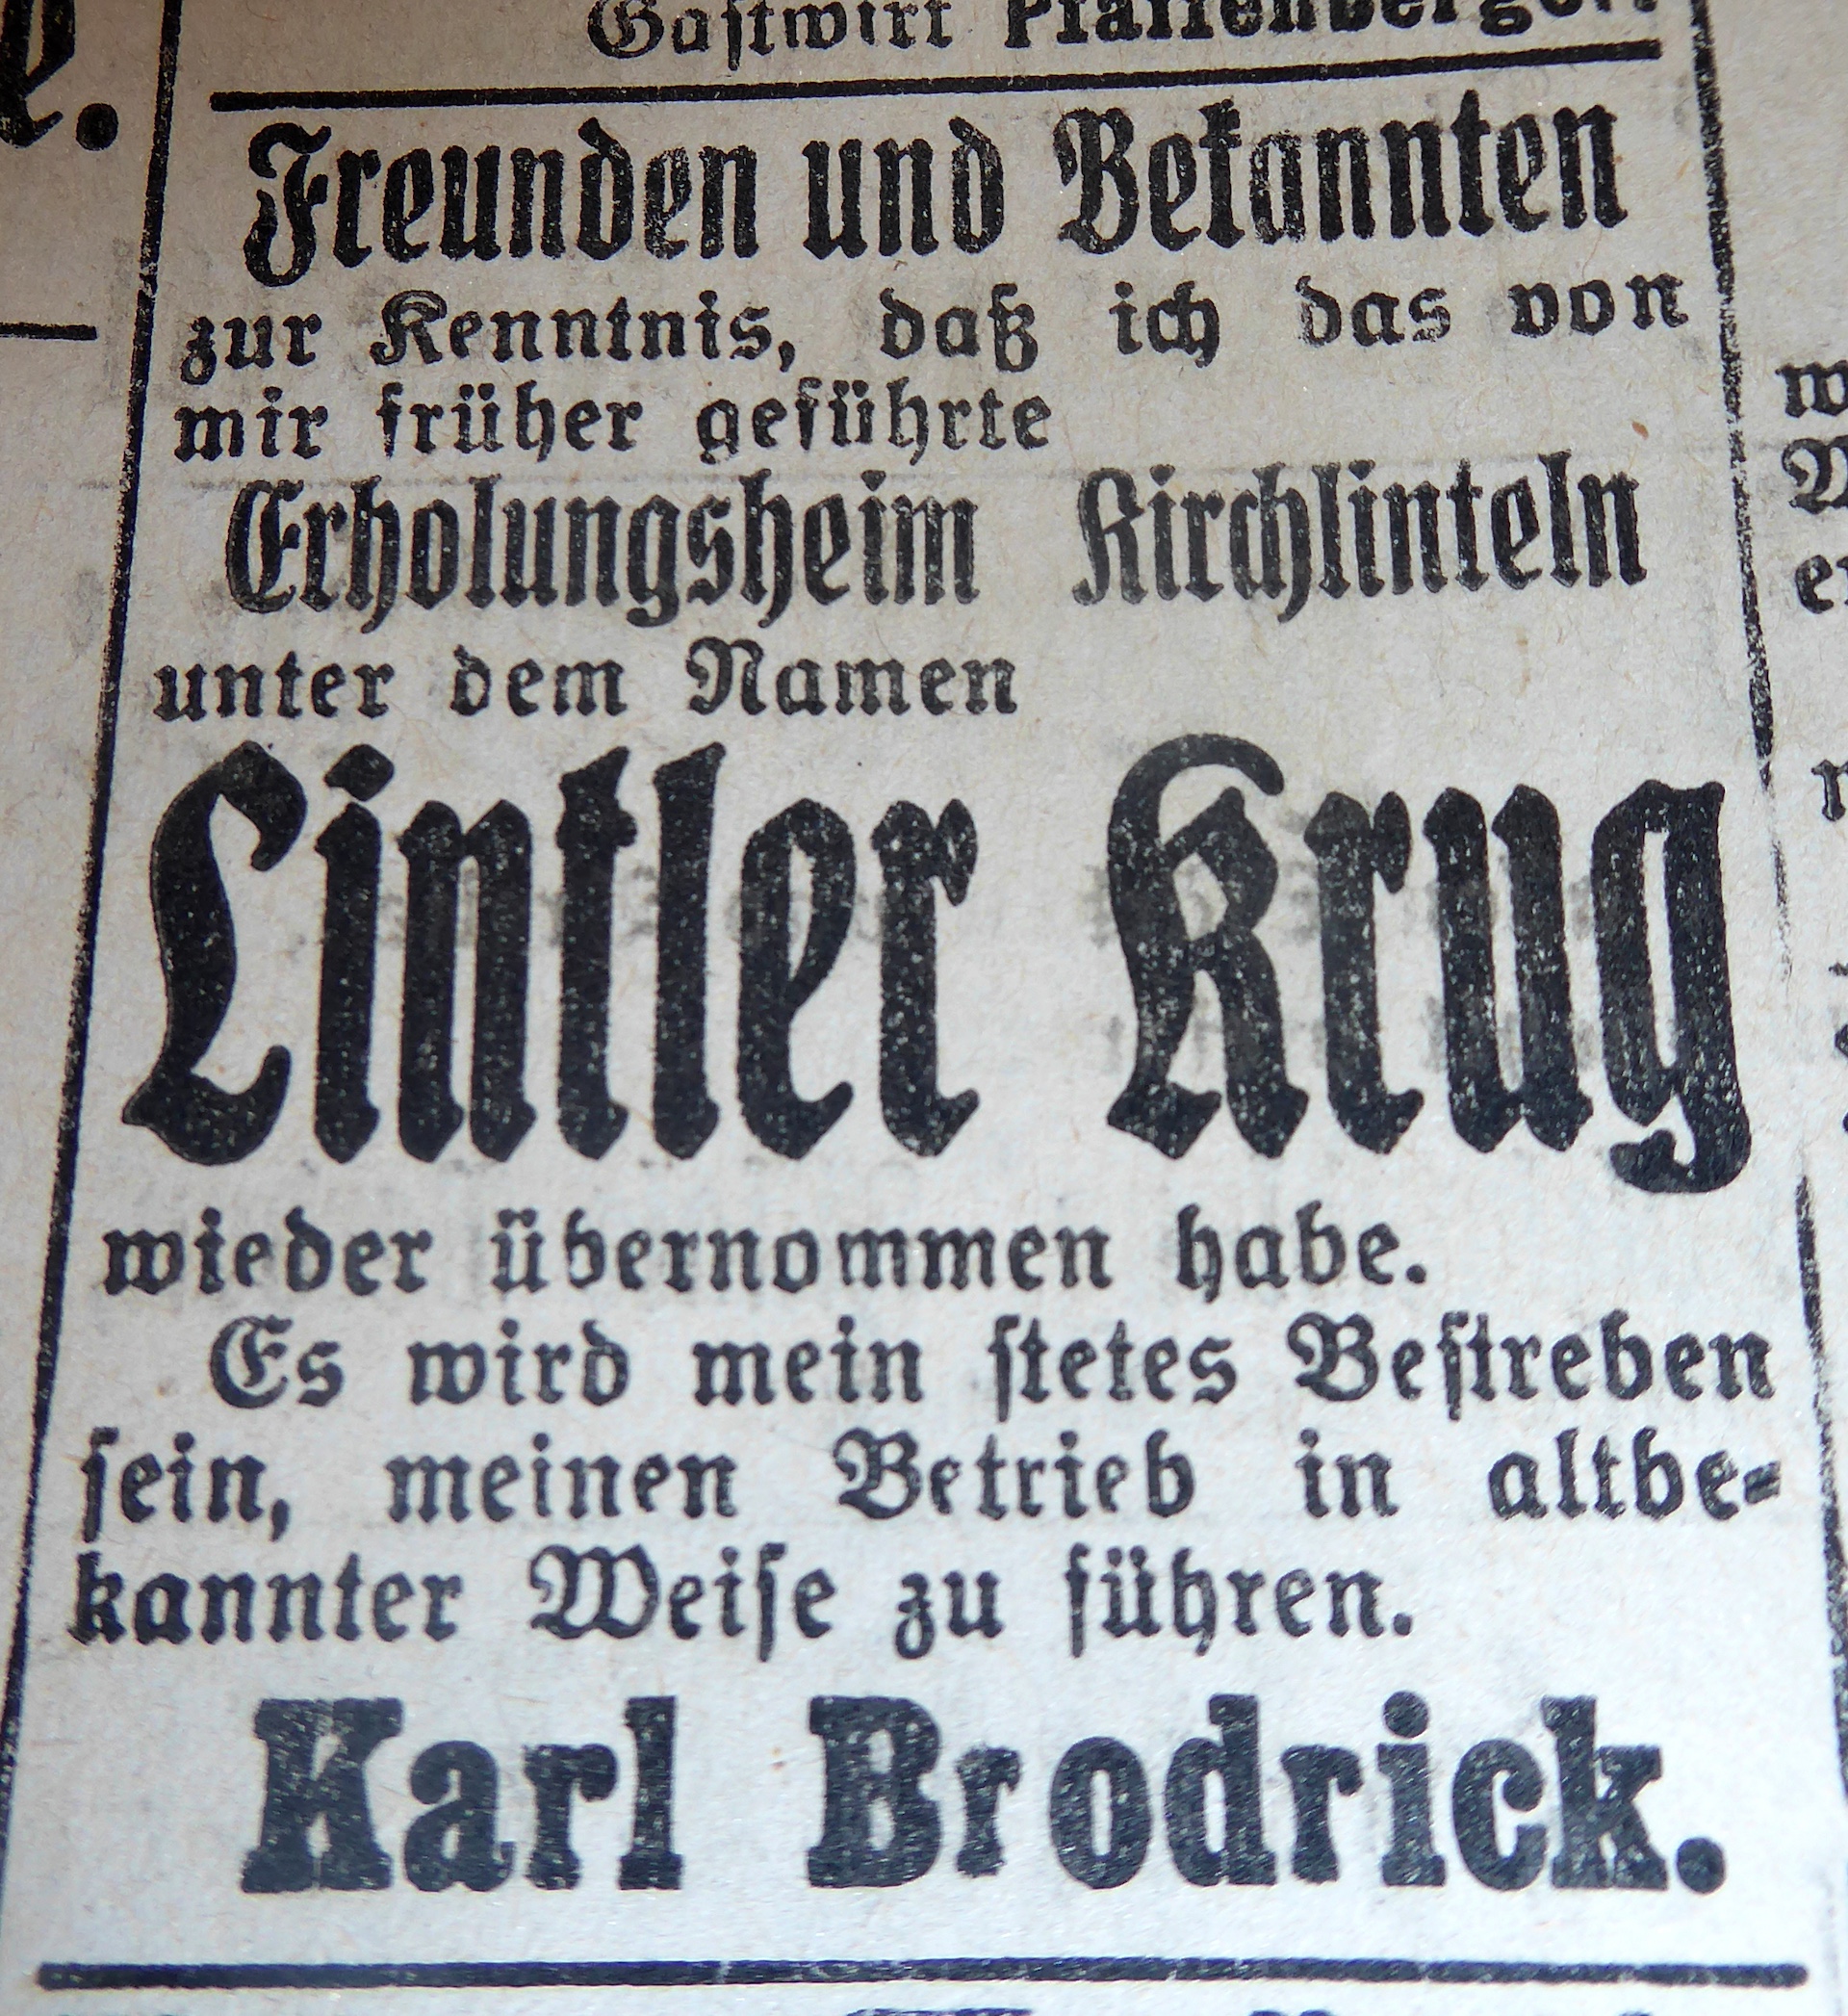 Gastwirt Pfaffenberger.
Freunden und Bekannten
zur Kenntnis, daß ich das von
mir früher geführte
Erholungsheim Kirchlinteln
unter dem Namen
Lintler Krug
wieder übernommen habe.
Es wird mein stetes Bestreben
sein, meinen Betrieb in altbe-
kannter Weise zu führen.
Karl Brodrick.